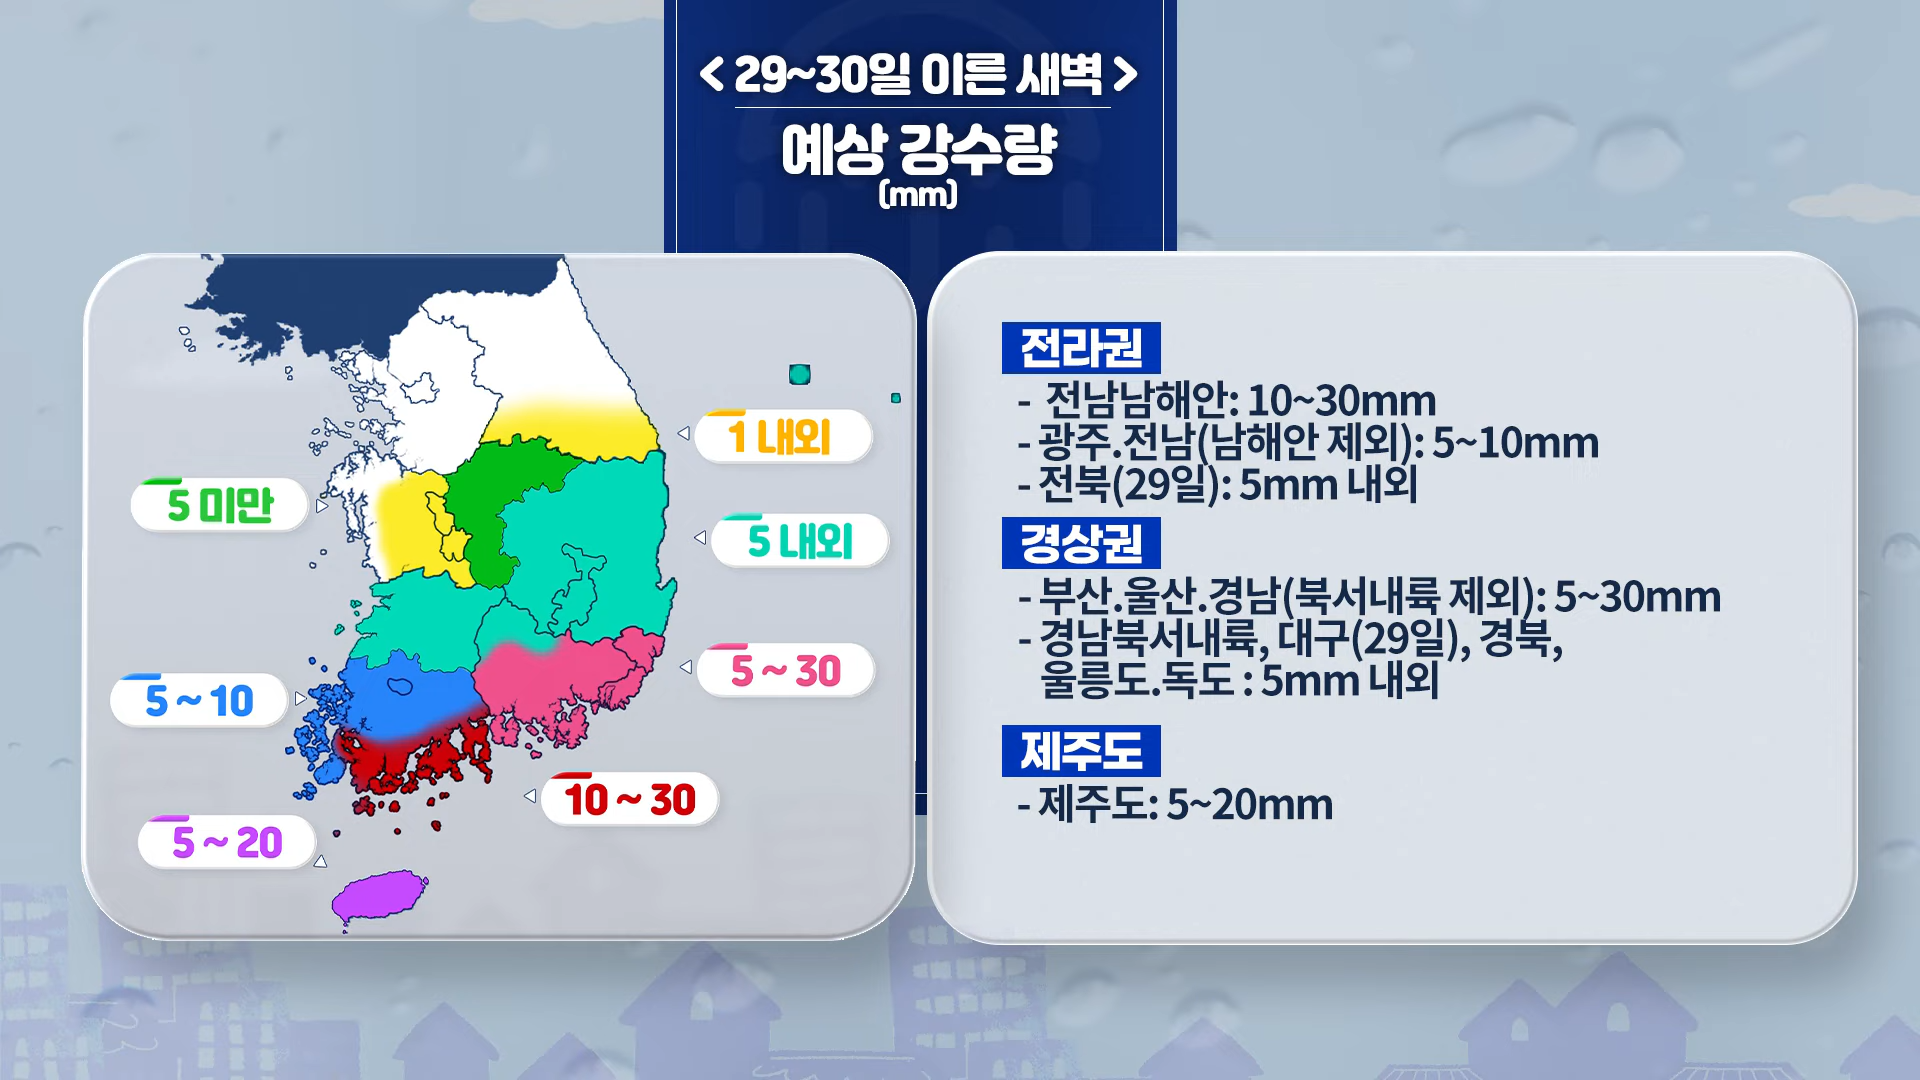 < 29~30일 이른 새벽 >
예상 강수량
(mm)
1 내외
5 미만
5 내외
5 ~ 30
5 ~ 10
10 ~ 30
5 ~ 20
전라권
- 전남남해안: 10~30mm
- 광주.전남(남해안 제외): 5~10mm
- 전북(29일): 5mm 내외
경상권
- 부산.울산.경남(북서내륙 제외): 5~30mm
- 경남북서내륙, 대구(29일), 경북,
울릉도.독도 : 5mm 내외
제주도
- 제주도: 5~20mm